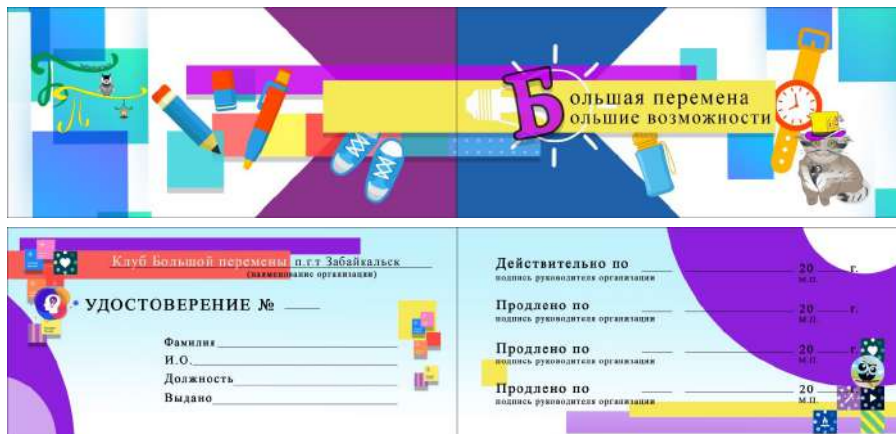 Б П
Большая перемена
Большие возможности
Клуб Большой перемены п.г.т Забайкальск
(наименование организации)
УДОСТОВЕРЕНИЕ №
Фамилия
И.О.
Должность
Выдано
Действительно по 20 г.
подпись руководителя организации М.П.
Продлено по 20 г.
подпись руководителя организации М.П.
Продлено по 20 г.
подпись руководителя организации М.П.
Продлено по 20 г.
подпись руководителя организации М.П.